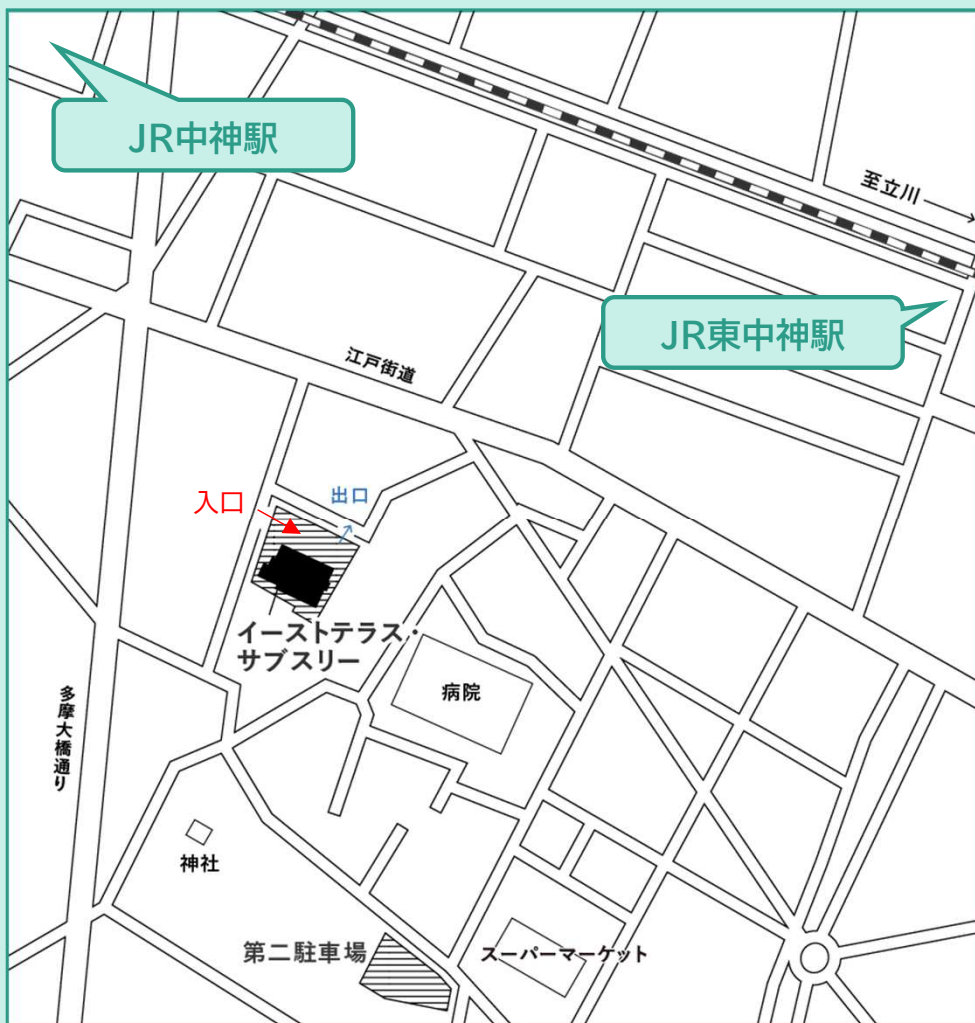 JR中神駅
至立川
JR東中神駅
江戸街道
入口
出口
イーストテラス・
サブスリー
病院
多摩大橋通り
神社
第二駐車場
スーパーマーケット